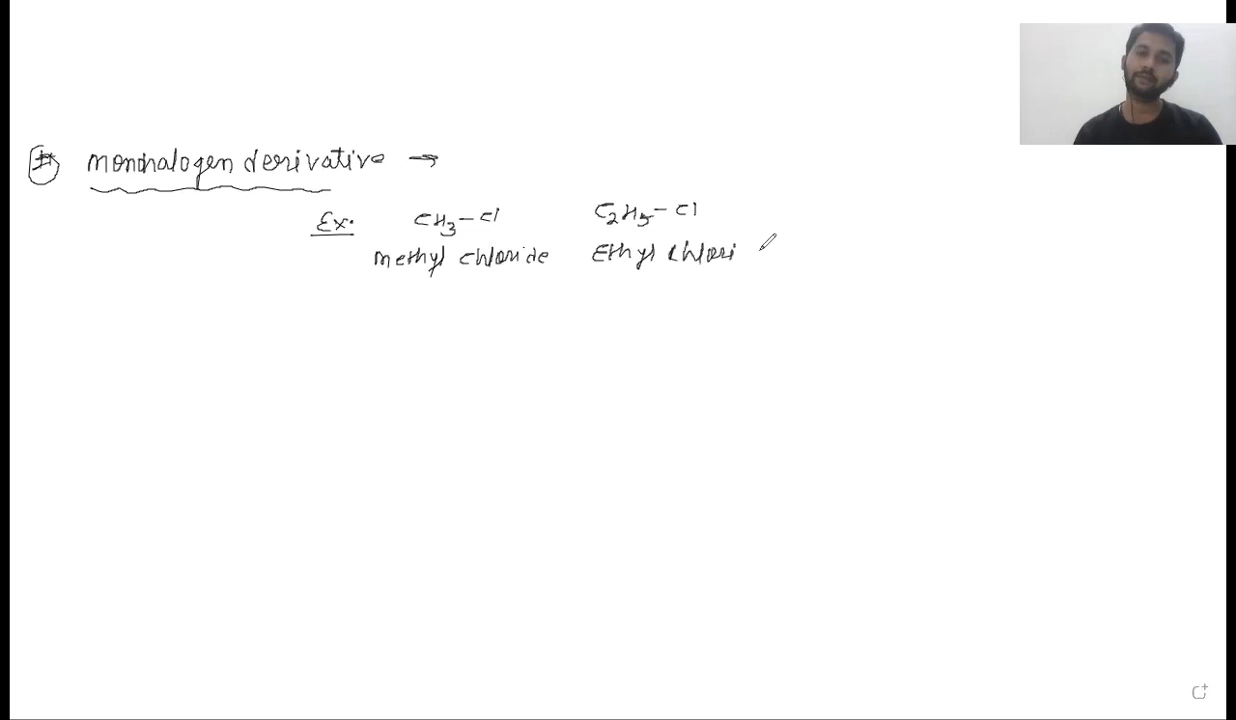 # monohalogen derivative →
Ex. CH3-Cl C2H5-Cl
methyl chloride Ethyl chlori